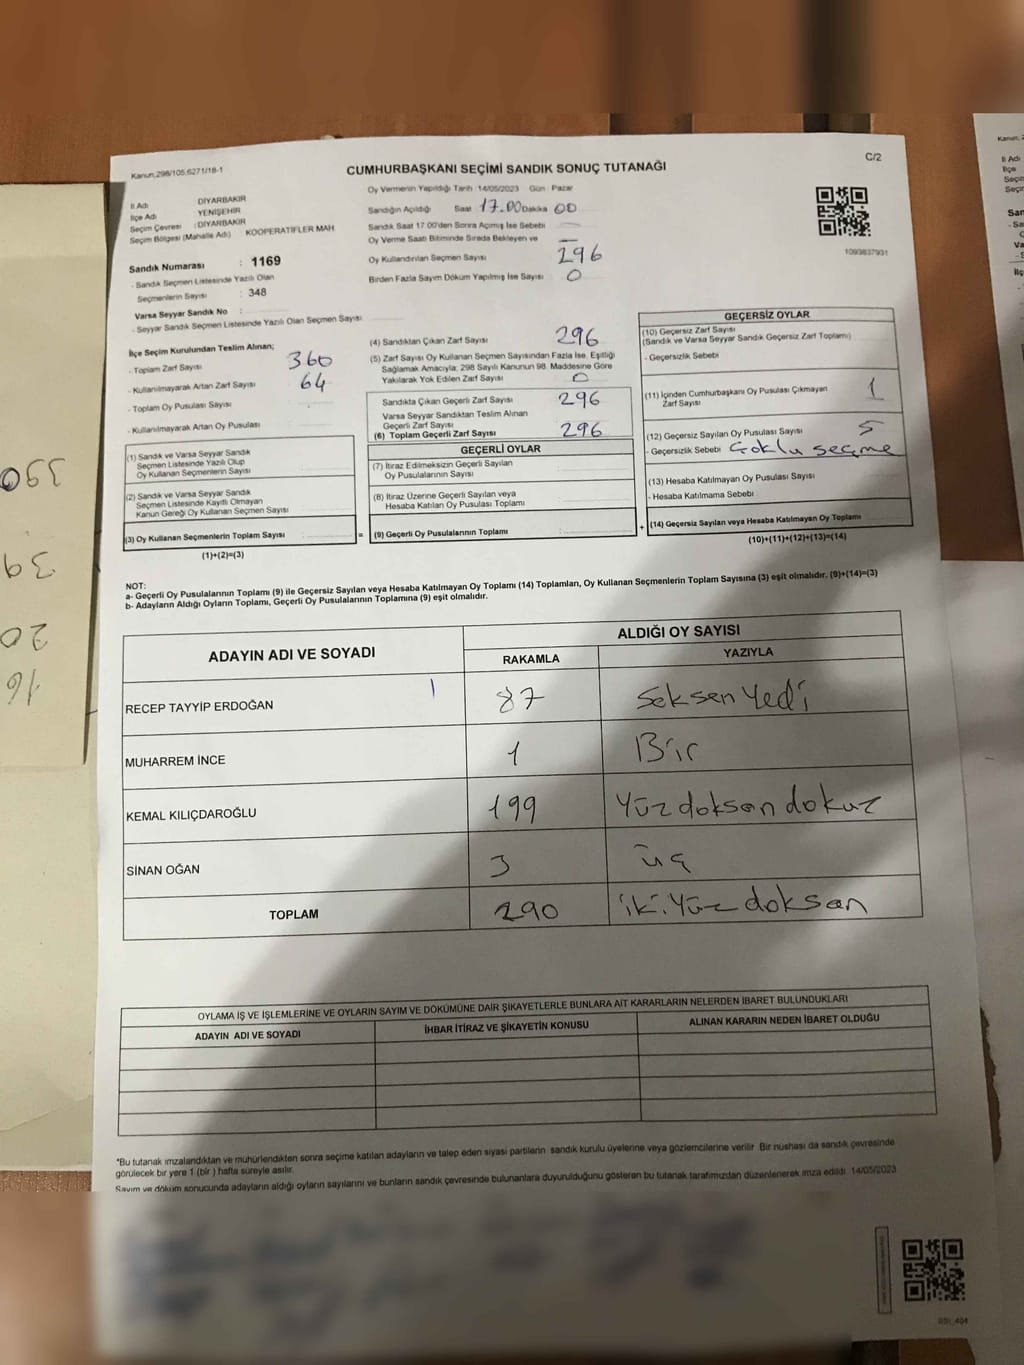 Kanun;298/105,6271/18-1
CUMHURBAŞKANI SEÇİMİ SANDIK SONUÇ TUTANAĞI
C/2
İl Adı DİYARBAKIR
İlçe Adı YENİŞEHİR
Seçim Çevresi : DİYARBAKIR
Seçim Bölgesi (Mahalle Adı) KOOPERATİFLER MAH
Sandık Numarası : 1169
- Sandık Seçmen Listesinde Yazılı Olan
Seçmenlerin Sayısı : 348
Varsa Seyyar Sandık No :
- Seyyar Sandık Seçmen Listesinde Yazılı Olan Seçmen Sayısı
Oy Vermenin Yapıldığı Tarih 14/05/2023 Gün : Pazar
Sandığın Açıldığı Saat 17.00 Dakika 00
Sandık Saat 17 00'den Sonra Açılmış İse Sebebi
Oy Verme Saati Bitiminde Sırada Bekleyen ve
Oy Kullandırılan Seçmen Sayısı 296
Birden Fazla Sayım Döküm Yapılmış İse Sayısı 0
1093837931
İlçe Seçim Kurulundan Teslim Alınan;
- Toplam Zarf Sayısı 360
- Kullanılmayarak Artan Zarf Sayısı 64
- Toplam Oy Pusulası Sayısı
- Kullanılmayarak Artan Oy Pusulası
(1) Sandık ve Varsa Seyyar Sandık
Seçmen Listesinde Yazılı Olup
Oy Kullanan Seçmenlerin Sayısı
(2) Sandık ve Varsa Seyyar Sandık
Seçmen Listesinde Kayıtlı Olmayan
Kanun Gereği Oy Kullanan Seçmen Sayısı
(3) Oy Kullanan Seçmenlerin Toplam Sayısı
(1)+(2)=(3)
(4) Sandıktan Çıkan Zarf Sayısı 296
(5) Zarf Sayısı Oy Kullanan Seçmen Sayısından Fazla İse, Eşitliği
Sağlamak Amacıyla; 298 Sayılı Kanunun 98. Maddesine Göre
Yakılarak Yok Edilen Zarf Sayısı 0
Sandıkta Çıkan Geçerli Zarf Sayısı 296
Varsa Seyyar Sandıktan Teslim Alınan
Geçerli Zarf Sayısı
(6) Toplam Geçerli Zarf Sayısı 296
GEÇERLİ OYLAR
(7) İtiraz Edilmeksizin Geçerli Sayılan
Oy Pusulalarının Sayısı
(8) İtiraz Üzerine Geçerli Sayılan veya
Hesaba Katılan Oy Pusulası Toplamı
= (9) Geçerli Oy Pusulalarının Toplamı
GEÇERSİZ OYLAR
(10) Geçersiz Zarf Sayısı
(Sandık ve Varsa Seyyar Sandık Geçersiz Zarf Toplamı)
- Geçersizlik Sebebi
(11) İçinden Cumhurbaşkanı Oy Pusulası Çıkmayan 1
Zarf Sayısı
(12) Geçersiz Sayılan Oy Pusulası Sayısı 5
- Geçersizlik Sebebi Çoklu seçme
(13) Hesaba Katılmayan Oy Pusulası Sayısı
- Hesaba Katılmama Sebebi
+ (14) Geçersiz Sayılan veya Hesaba Katılmayan Oy Toplamı
(10)+(11)+(12)+(13)=(14)
NOT:
a- Geçerli Oy Pusulalarının Toplamı (9) ile Geçersiz Sayılan veya Hesaba Katılmayan Oy Toplamı (14) Toplamları, Oy Kullanan Seçmenlerin Toplam Sayısına (3) eşit olmalıdır. (9)+(14)=(3)
b- Adayların Aldığı Oyların Toplamı, Geçerli Oy Pusulalarının Toplamına (9) eşit olmalıdır.
ADAYIN ADI VE SOYADI
ALDIĞI OY SAYISI
RAKAMLA YAZIYLA
RECEP TAYYİP ERDOĞAN 87 Seksen Yedi
MUHARREM İNCE 1 Bir
KEMAL KILIÇDAROĞLU 199 Yüz doksan dokuz
SİNAN OĞAN 3 üç
TOPLAM 290 iki yüz doksan
OYLAMA İŞ VE İŞLEMLERİNE VE OYLARIN SAYIM VE DÖKÜMÜNE DAİR ŞİKAYETLERLE BUNLARA AİT KARARLARIN NELERDEN İBARET BULUNDUKLARI
ADAYIN ADI VE SOYADI İHBAR İTİRAZ VE ŞİKAYETİN KONUSU ALINAN KARARIN NEDEN İBARET OLDUĞU
*Bu tutanak imzalandıktan ve mühürlendikten sonra seçime katılan adayların ve talep eden siyasi partilerin sandık kurulu üyelerine veya gözlemcilerine verilir. Bir nüshası da sandık çevresinde
görülecek bir yere 1 (bir ) hafta süreyle asılır.
Sayım ve döküm sonucunda adayların aldığı oyların sayılarını ve bunların sandık çevresinde bulunanlara duyurulduğunu gösteren bu tutanak tarafımızdan düzenlenerek imza edildi. 14/05/2023
390
39
20
16